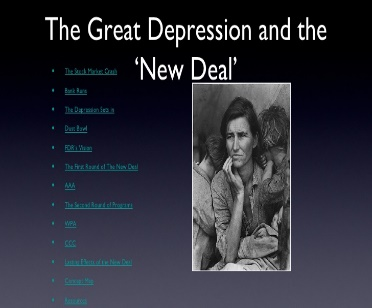 The Great Depression and the
‘New Deal’
The Stock Market Crash
Bank Runs
The Depression Sets in
Dust Bowl
FDR's Vision
The First Round of The New Deal
AAA
The Second Round of Programs
WPA
CCC
Lasting Effects of the New Deal